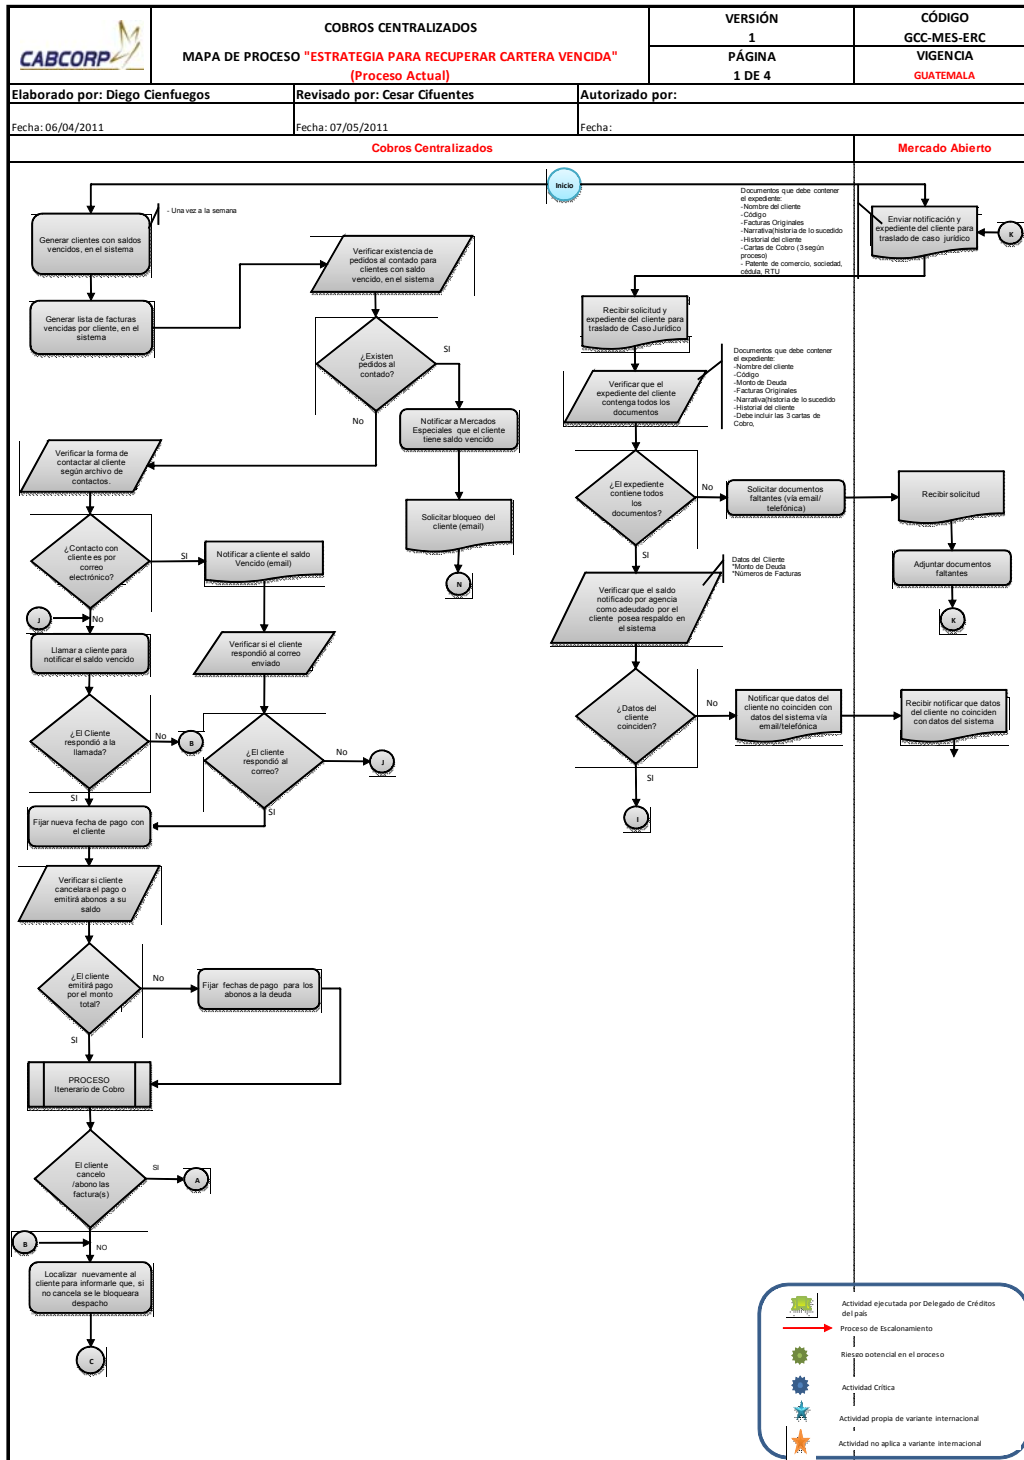 CABCORP
COBROS CENTRALIZADOS
MAPA DE PROCESO "ESTRATEGIA PARA RECUPERAR CARTERA VENCIDA"
(Proceso Actual)
VERSIÓN
1
PÁGINA
1 DE 4
CÓDIGO
GCC-MES-ERC
VIGENCIA
GUATEMALA
Elaborado por: Diego Cienfuegos
Revisado por: Cesar Cifuentes
Autorizado por:
Fecha: 06/04/2011
Fecha: 07/05/2011
Fecha:
Cobros Centralizados
Mercado Abierto
Inicio
Generar clientes con saldos
vencidos, en el sistema
- Una vez a la semana
Generar lista de facturas
vencidas por cliente, en el
sistema
Verificar existencia de
pedidos al contado para
clientes con saldo
vencido, en el sistema
¿Existen
pedidos al
contado?
SI
No
Notificar a Mercados
Especiales que el cliente
tiene saldo vencido
Solicitar bloqueo del
cliente (email)
N
Verificar la forma de
contactar al cliente
según archivo de
contactos.
¿Contacto con
cliente es por
correo
electrónico?
SI
Notificar a cliente el saldo
Vencido (email)
J
No
Llamar a cliente para
notificar el saldo vencido
Verificar si el cliente
respondió al correo
enviado
¿El Cliente
respondió a la
llamada?
No
B
SI
¿El cliente
respondió al
correo?
No
J
SI
Fijar nueva fecha de pago con
el cliente
Verificar si cliente
cancelara el pago o
emitirá abonos a su
saldo
¿El cliente
emitirá pago
por el monto
total?
No
Fijar fechas de pago para los
abonos a la deuda
SI
PROCESO
Itenerario de Cobro
El cliente
cancelo
/abono las
factura(s)
SI
A
B
NO
Localizar nuevamente al
cliente para informarle que, si
no cancela se le bloqueara
despacho
C
Documentos que debe contener
el expediente:
-Nombre del cliente
-Código
-Facturas Originales
-Narrativa(historia de lo sucedido
-Historial del cliente
-Cartas de Cobro (3 según
proceso)
- Patente de comercio, sociedad,
cédula, RTU
Enviar notificación y
expediente del cliente para
traslado de caso jurídico
K
Recibir solicitud y
expediente del cliente para
traslado de Caso Jurídico
Verificar que el
expediente del cliente
contenga todos los
documentos
Documentos que debe contener
el expediente:
-Nombre del cliente
-Código
-Monto de Deuda
-Facturas Originales
-Narrativa(historia de lo sucedido
-Historial del cliente
-Debe incluir las 3 cartas de
Cobro,
¿El expediente
contiene todos
los
documentos?
No
Solicitar documentos
faltantes (vía email/
telefónica)
Recibir solicitud
Adjuntar documentos
faltantes
K
SI
Datos del Cliente
*Monto de Deuda
*Números de Facturas
Verificar que el saldo
notificado por agencia
como adeudado por el
cliente posea respaldo en
el sistema
¿Datos del
cliente
coinciden?
No
Notificar que datos del
cliente no coinciden con
datos del sistema vía
email/telefónica
Recibir notificar que datos
del cliente no coinciden
con datos del sistema
SI
I
Actividad ejecutada por Delegado de Créditos
del país
Proceso de Escalonamiento
Riesgo potencial en el proceso
Actividad Crítica
Actividad propia de variante internacional
Actividad no aplica a variante internacional